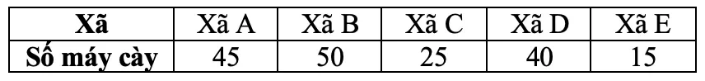 Xã Xã A Xã B Xã C Xã D Xã E
Số máy cày 45 50 25 40 15